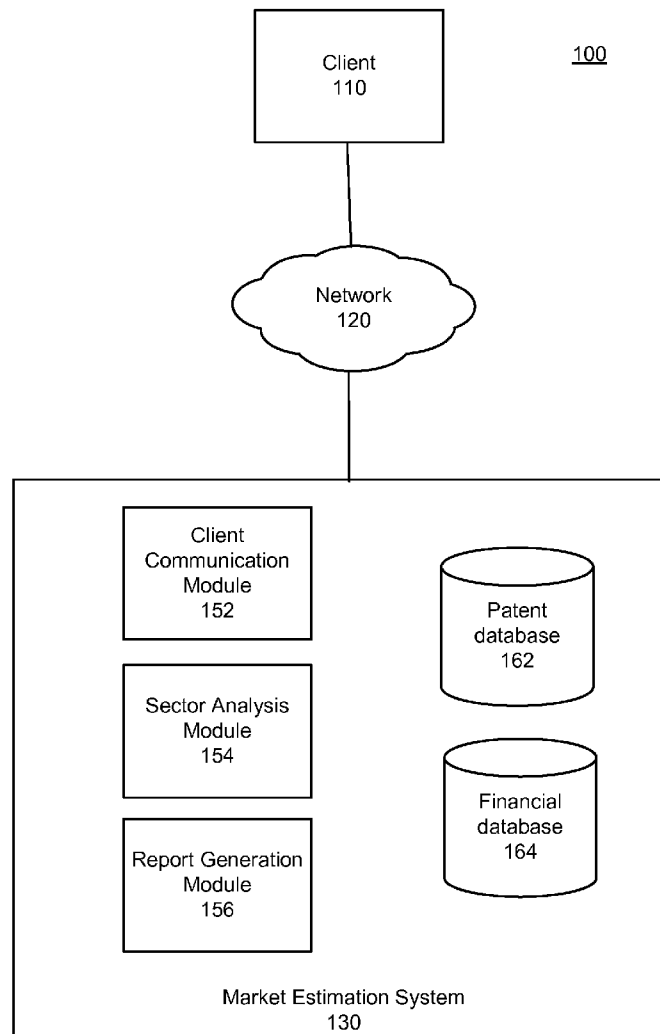 Client
110
100
Network
120
Client
Communication
Module
152
Patent
database
162
Sector Analysis
Module
154
Financial
database
164
Report Generation
Module
156
Market Estimation System
130